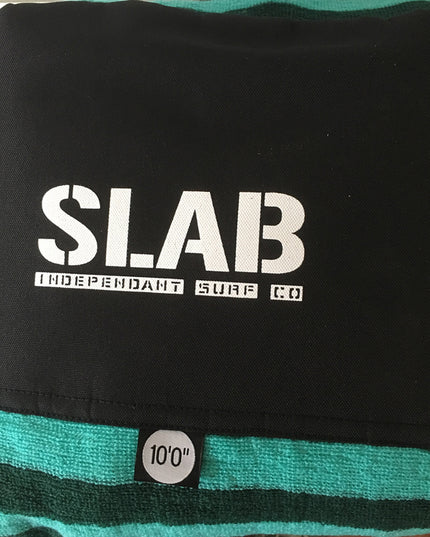 SLAB
INDEPENDANT SURF CO
10'0"